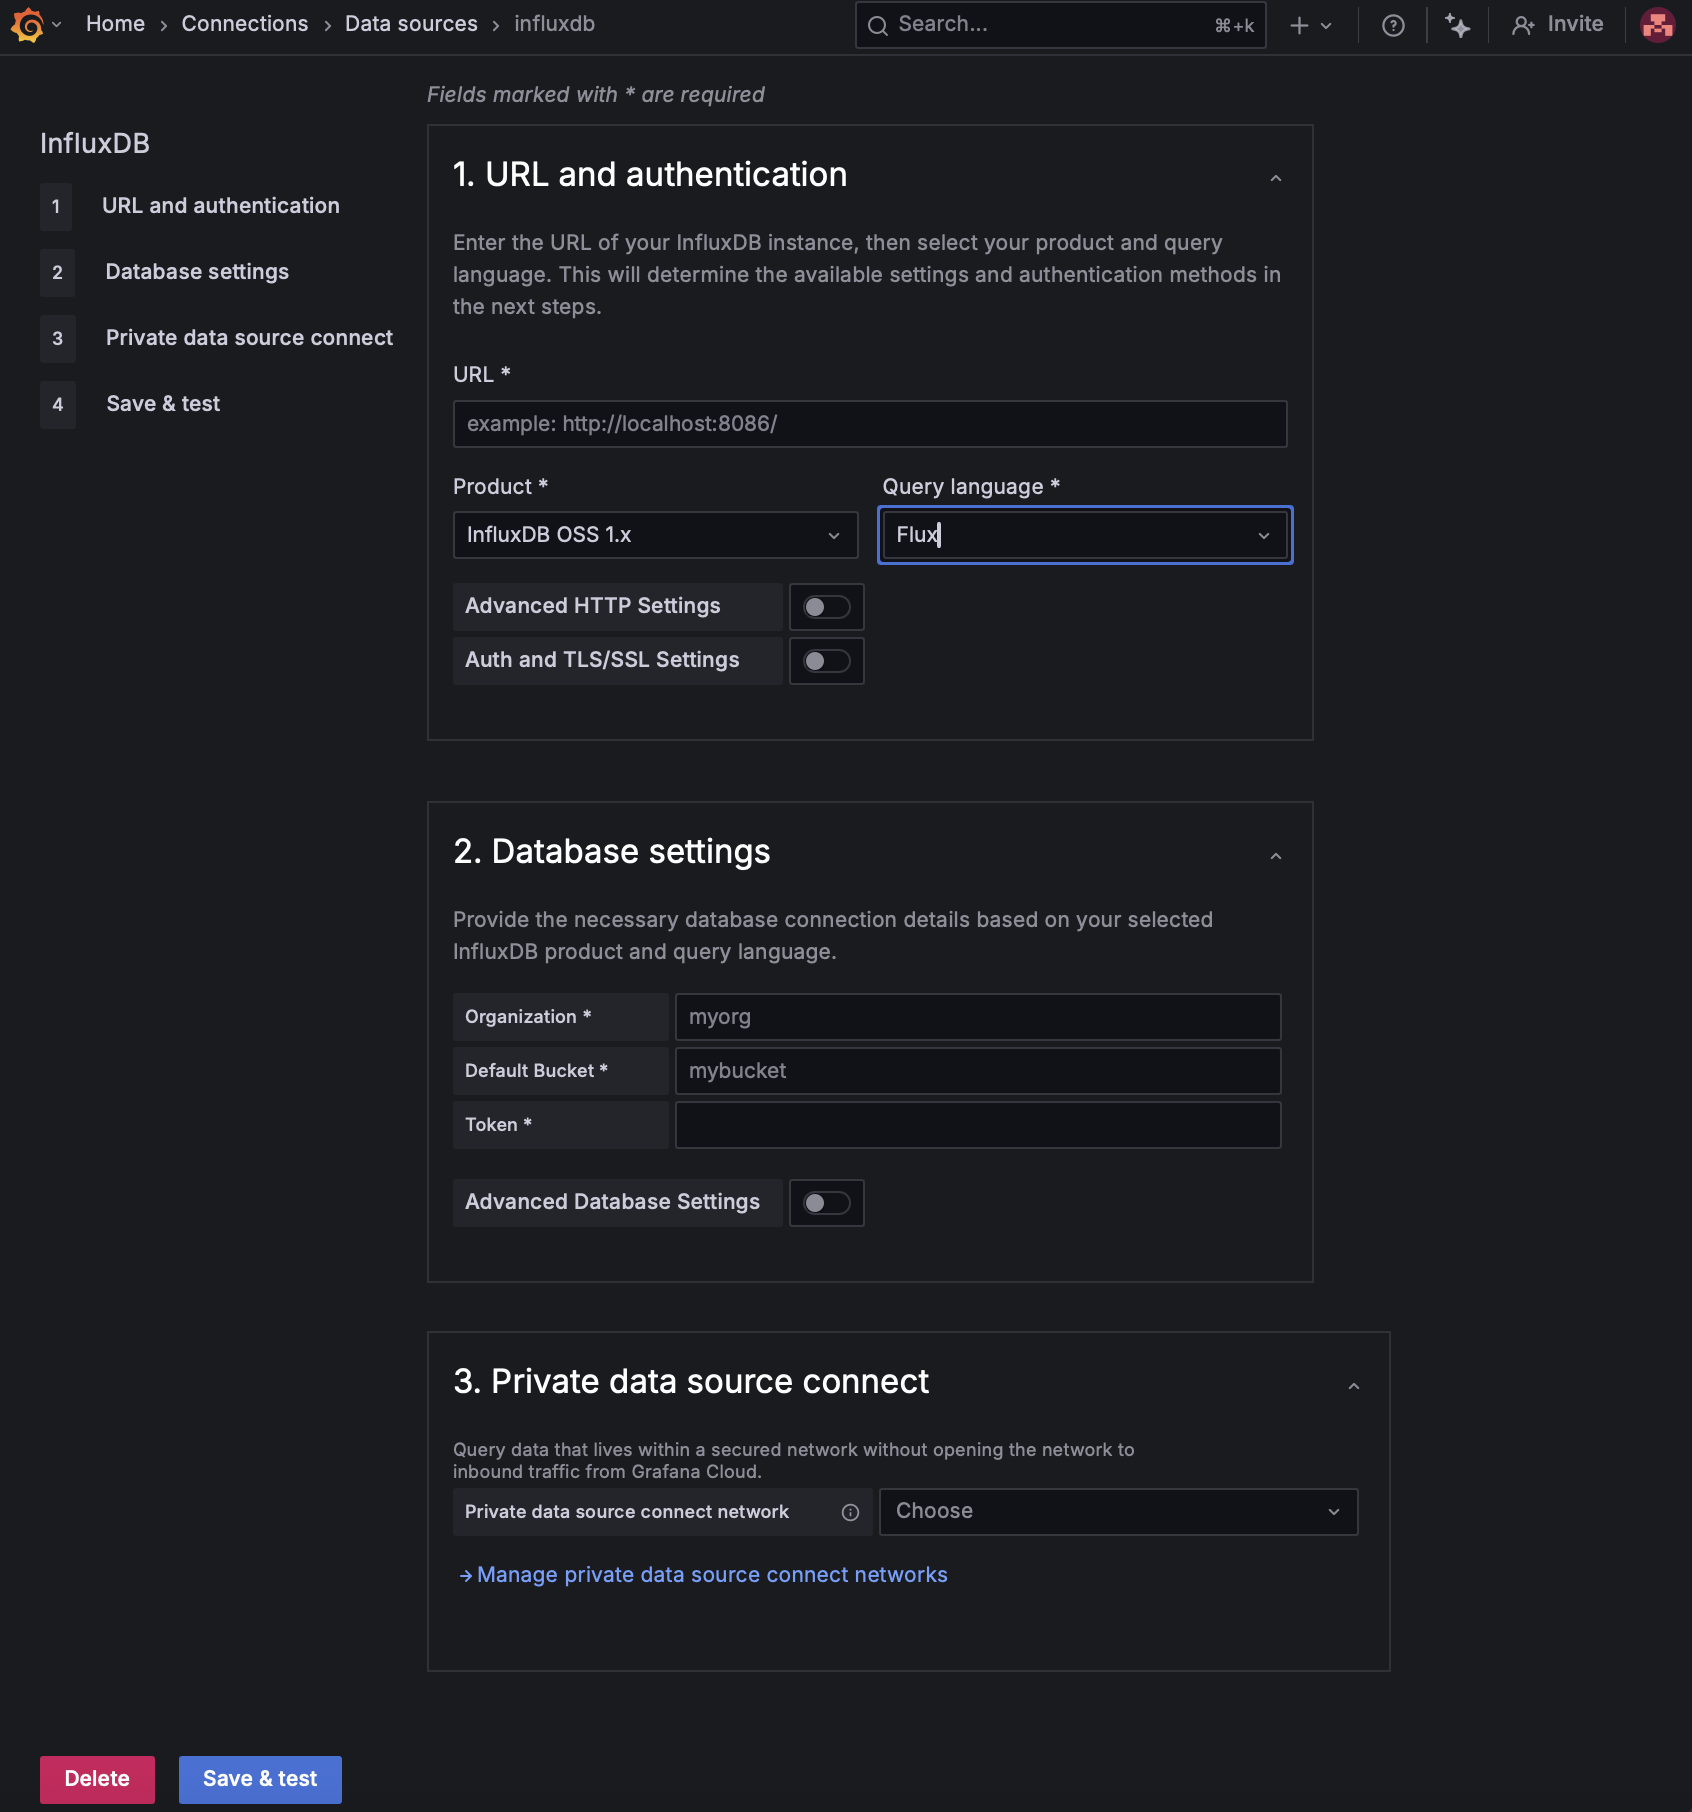 Home › Connections › Data sources › influxdb
Search... ⌘+k
Invite
Fields marked with * are required
InfluxDB
1 URL and authentication
2 Database settings
3 Private data source connect
4 Save & test
1. URL and authentication
Enter the URL of your InfluxDB instance, then select your product and query
language. This will determine the available settings and authentication methods in
the next steps.
URL *
example: http://localhost:8086/
Product * Query language *
InfluxDB OSS 1.x Flux
Advanced HTTP Settings
Auth and TLS/SSL Settings
2. Database settings
Provide the necessary database connection details based on your selected
InfluxDB product and query language.
Organization * myorg
Default Bucket * mybucket
Token *
Advanced Database Settings
3. Private data source connect
Query data that lives within a secured network without opening the network to
inbound traffic from Grafana Cloud.
Private data source connect network Choose
→ Manage private data source connect networks
Delete Save & test